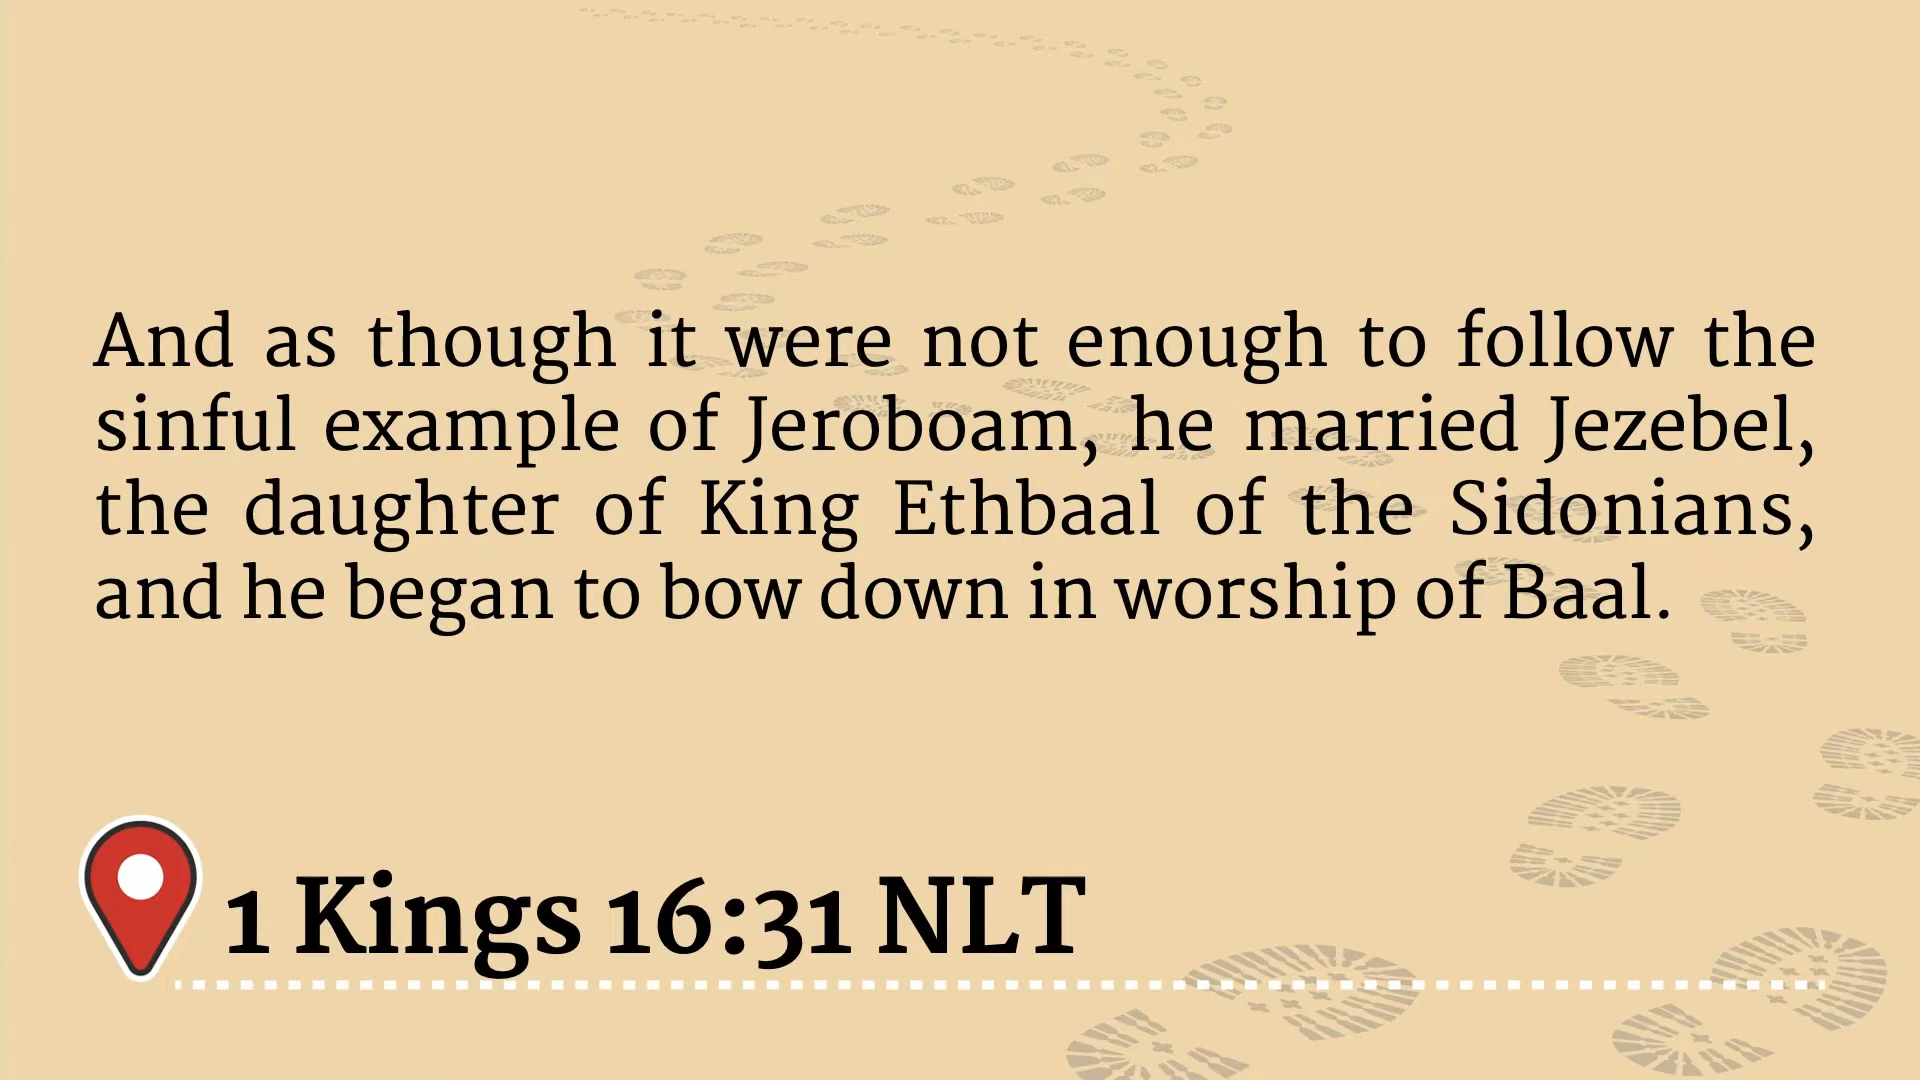 And as though it were not enough to follow the
sinful example of Jeroboam, he married Jezebel,
the daughter of King Ethbaal of the Sidonians,
and he began to bow down in worship of Baal.
1 Kings 16:31 NLT